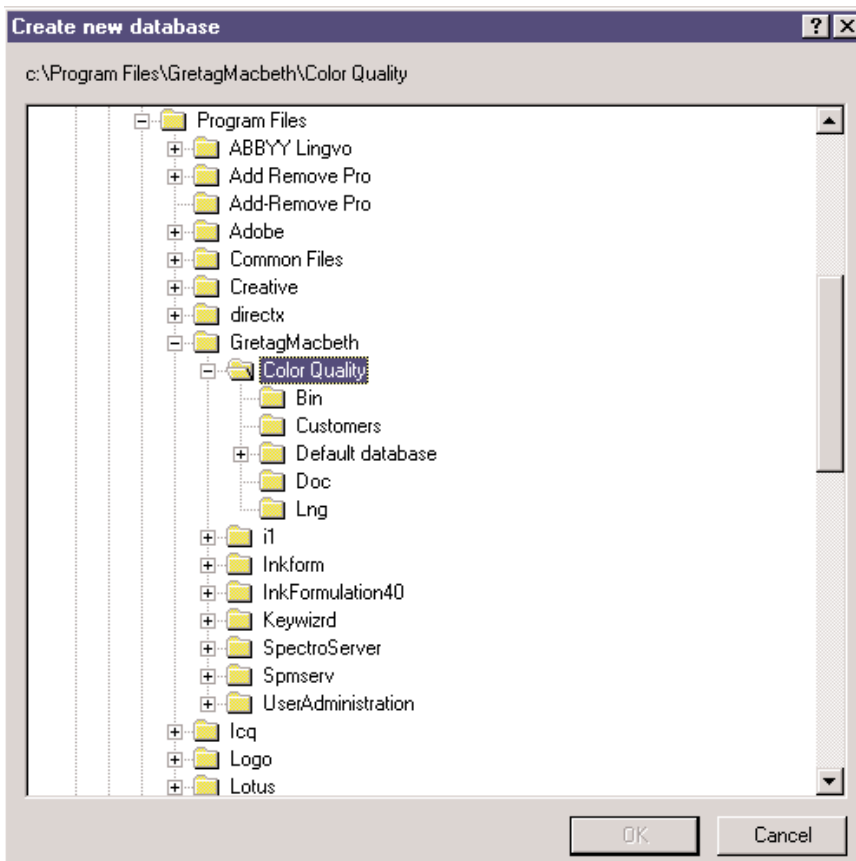 Create new database
c:\Program Files\GretagMacbeth\Color Quality
Program Files
ABBYY Lingvo
Add Remove Pro
Add-Remove Pro
Adobe
Common Files
Creative
directx
GretagMacbeth
Color Quality
Bin
Customers
Default database
Doc
Lng
i1
Inkform
InkFormulation40
Keywizrd
SpectroServer
Spmserv
UserAdministration
Icq
Logo
Lotus
OK Cancel